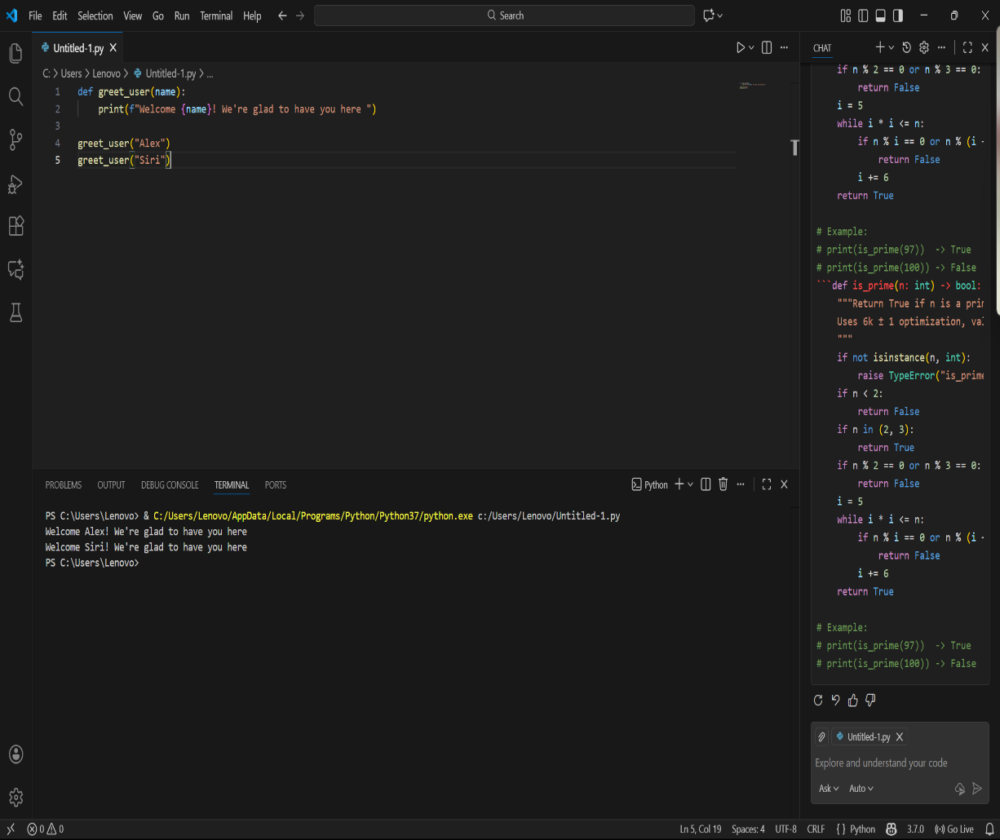 File Edit Selection View Go Run Terminal Help Search
Untitled-1.py
C: > Users > Lenovo > Untitled-1.py > ...
1 def greet_user(name):
2 print(f"Welcome {name}! We're glad to have you here ")
3
4 greet_user("Alex")
5 greet_user("Siri")
PROBLEMS OUTPUT DEBUG CONSOLE TERMINAL PORTS
Python
PS C:\Users\Lenovo> & C:/Users/Lenovo/AppData/Local/Programs/Python/Python37/python.exe c:/Users/Lenovo/Untitled-1.py
Welcome Alex! We're glad to have you here
Welcome Siri! We're glad to have you here
PS C:\Users\Lenovo>
CHAT
if n % 2 == 0 or n % 3 == 0:
return False
i = 5
while i * i <= n:
if n % i == 0 or n % (i -
return False
i += 6
return True
# Example:
# print(is_prime(97)) -> True
# print(is_prime(100)) -> False
```def is_prime(n: int) -> bool:
"""Return True if n is a prim
Uses 6k ± 1 optimization, val
"""
if not isinstance(n, int):
raise TypeError("is_prime
if n < 2:
return False
if n in (2, 3):
return True
if n % 2 == 0 or n % 3 == 0:
return False
i = 5
while i * i <= n:
if n % i == 0 or n % (i -
return False
i += 6
return True
# Example:
# print(is_prime(97)) -> True
# print(is_prime(100)) -> False
Untitled-1.py
Explore and understand your code
Ask Auto
0 0 Ln 5, Col 19 Spaces: 4 UTF-8 CRLF {} Python 3.7.0 Go Live